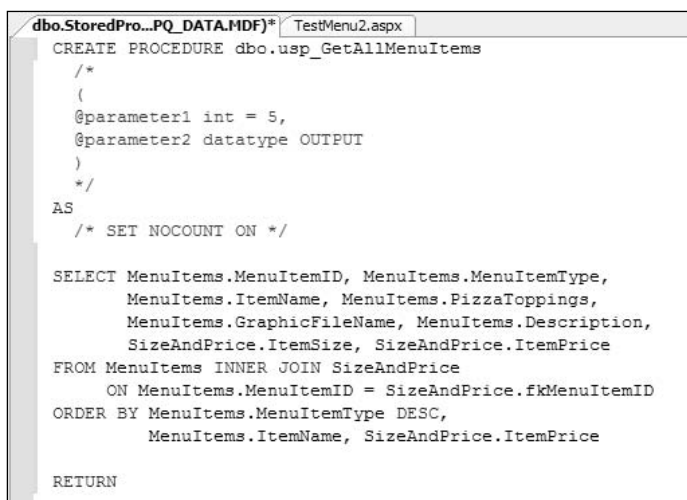 dbo.StoredPro...PQ_DATA.MDF)* TestMenu2.aspx
CREATE PROCEDURE dbo.usp_GetAllMenuItems
/*
(
@parameter1 int = 5,
@parameter2 datatype OUTPUT
)
*/
AS
/* SET NOCOUNT ON */
SELECT MenuItems.MenuItemID, MenuItems.MenuItemType,
MenuItems.ItemName, MenuItems.PizzaToppings,
MenuItems.GraphicFileName, MenuItems.Description,
SizeAndPrice.ItemSize, SizeAndPrice.ItemPrice
FROM MenuItems INNER JOIN SizeAndPrice
ON MenuItems.MenuItemID = SizeAndPrice.fkMenuItemID
ORDER BY MenuItems.MenuItemType DESC,
MenuItems.ItemName, SizeAndPrice.ItemPrice
RETURN